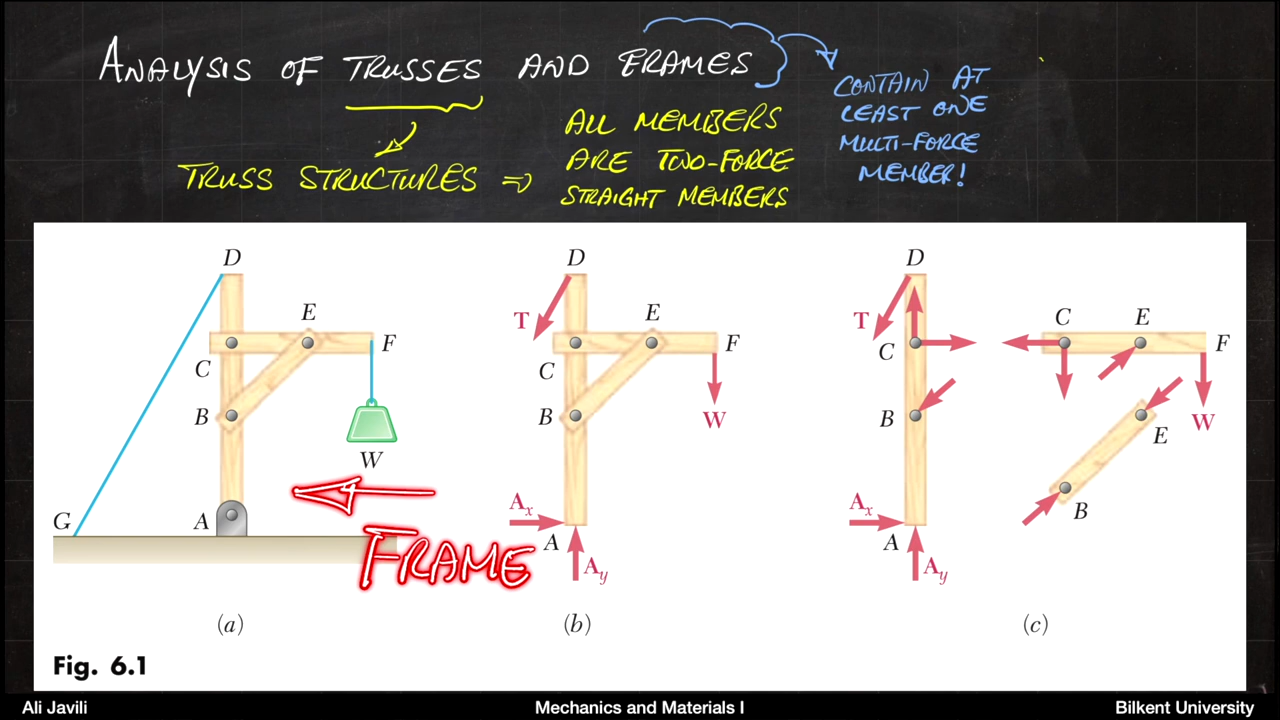 ANALYSIS OF TRUSSES AND FRAMES
CONTAIN AT
LEAST ONE
MULTI-FORCE
MEMBER!
TRUSS STRUCTURES ⇒
ALL MEMBERS
ARE TWO-FORCE
STRAIGHT MEMBERS
D
E
F
C
B
W
G
A
FRAME
(a)
D
T
E
F
C
B
W
Ax
A
Ay
(b)
D
T
C
B
Ax
A
Ay
C
E
F
W
E
B
(c)
Fig. 6.1
Ali Javili
Mechanics and Materials I
Bilkent University